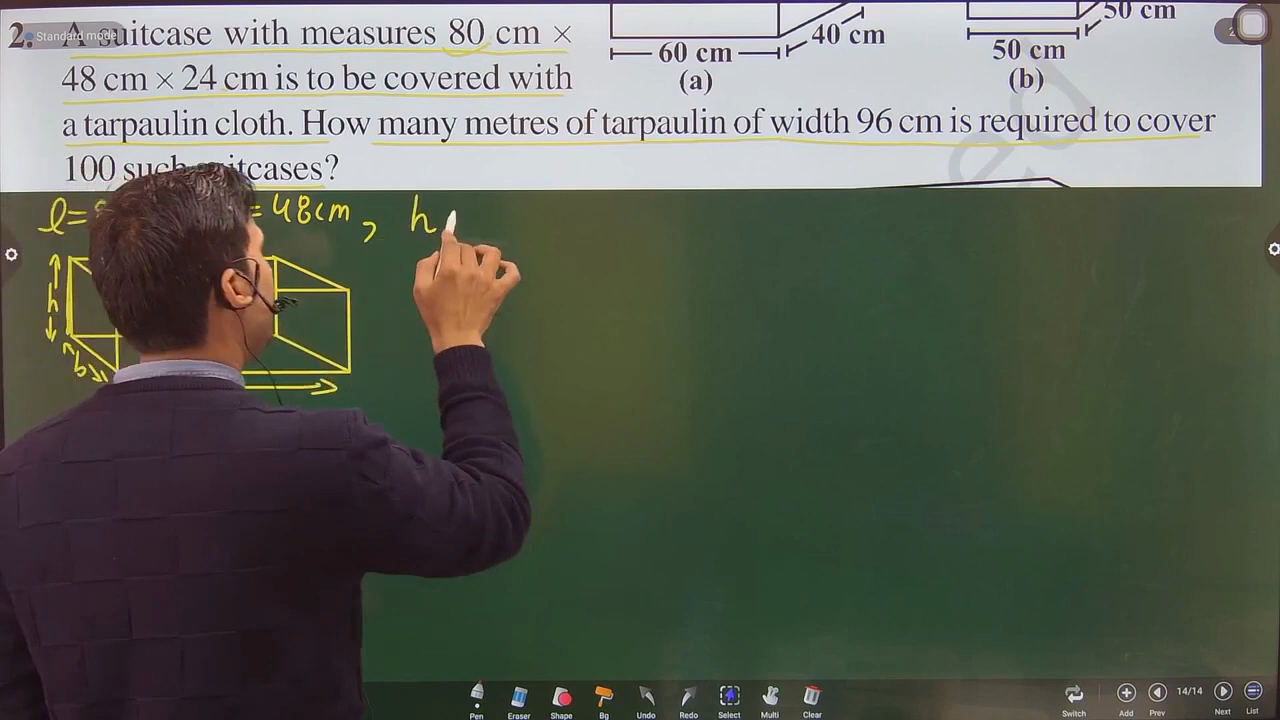 2. A suitcase with measures 80 cm ×
48 cm × 24 cm is to be covered with
a tarpaulin cloth. How many metres of tarpaulin of width 96 cm is required to cover
100 such suitcases?
Standard mode
60 cm
40 cm
(a)
50 cm
50 cm
(b)
l=
= 48cm, h
h
b
Pen Eraser Shape Bg Undo Redo Select Multi Clear
Switch Add Prev 14/14 Next List